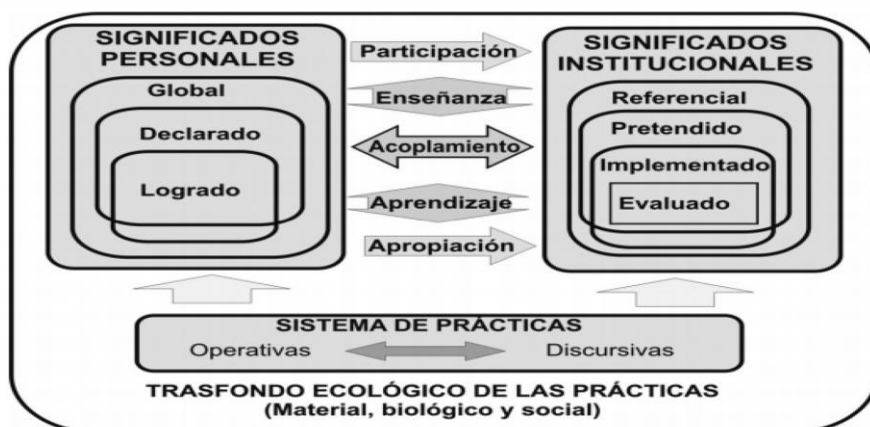 SIGNIFICADOS
PERSONALES
Global
Declarado
Logrado
Participación
Enseñanza
Acoplamiento
Aprendizaje
Apropiación
SIGNIFICADOS
INSTITUCIONALES
Referencial
Pretendido
Implementado
Evaluado
SISTEMA DE PRÁCTICAS
Operativas
Discursivas
TRASFONDO ECOLÓGICO DE LAS PRÁCTICAS
(Material, biológico y social)